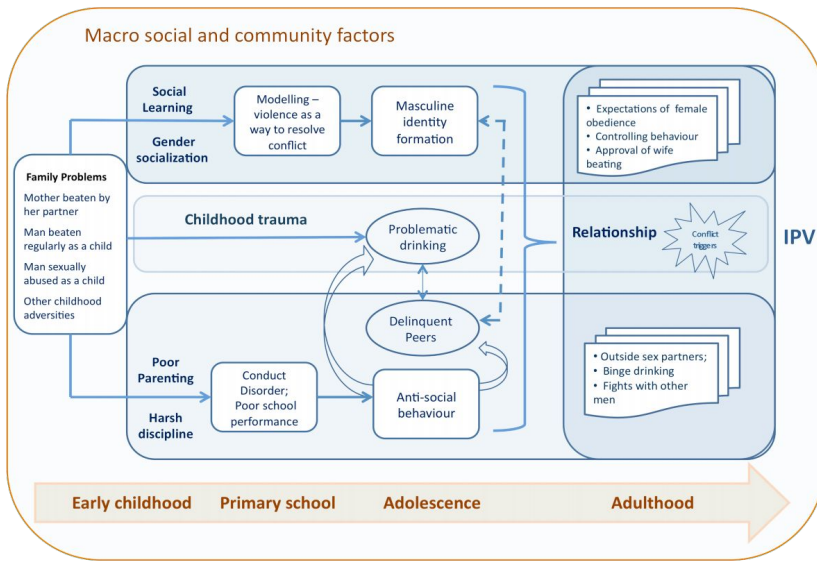 Macro social and community factors
Social
Learning
Gender
socialization
Modelling –
violence as a
way to resolve
conflict
Masculine
identity
formation
• Expectations of female
obedience
• Controlling behaviour
• Approval of wife
beating
Family Problems
Mother beaten by
her partner
Man beaten
regularly as a child
Man sexually
abused as a child
Other childhood
adversities
Childhood trauma
Problematic
drinking
Relationship
Conflict
triggers
IPV
Delinquent
Peers
Poor
Parenting
Harsh
discipline
Conduct
Disorder;
Poor school
performance
Anti-social
behaviour
• Outside sex partners;
• Binge drinking
• Fights with other
men
Early childhood
Primary school
Adolescence
Adulthood